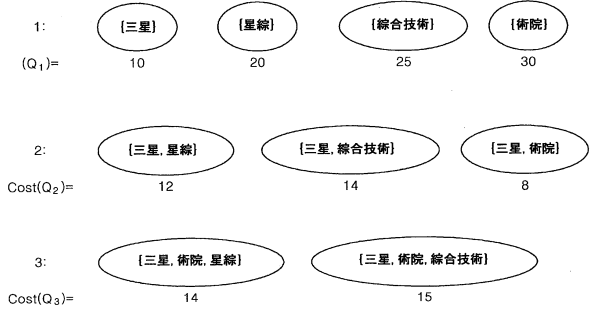 1: {三星} {星綜} {綜合技術} {術院}
(Q1)= 10 20 25 30
2: {三星, 星綜} {三星, 綜合技術} {三星, 術院}
Cost(Q2)= 12 14 8
3: {三星, 術院, 星綜} {三星, 術院, 綜合技術}
Cost(Q3)= 14 15